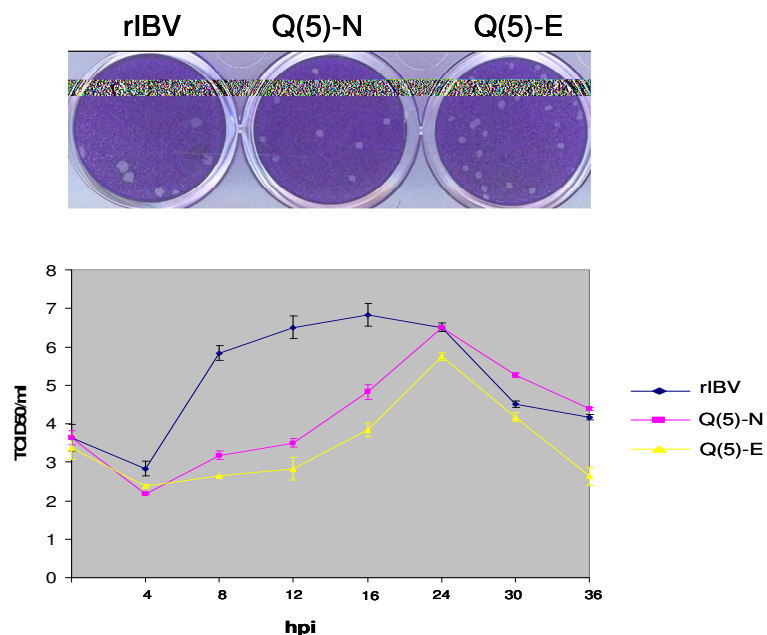 rIBV Q(5)-N Q(5)-E
8
7
6
5
4
3
2
1
0
TCID50/ml
4 8 12 16 24 30 36
hpi
rIBV
Q(5)-N
Q(5)-E